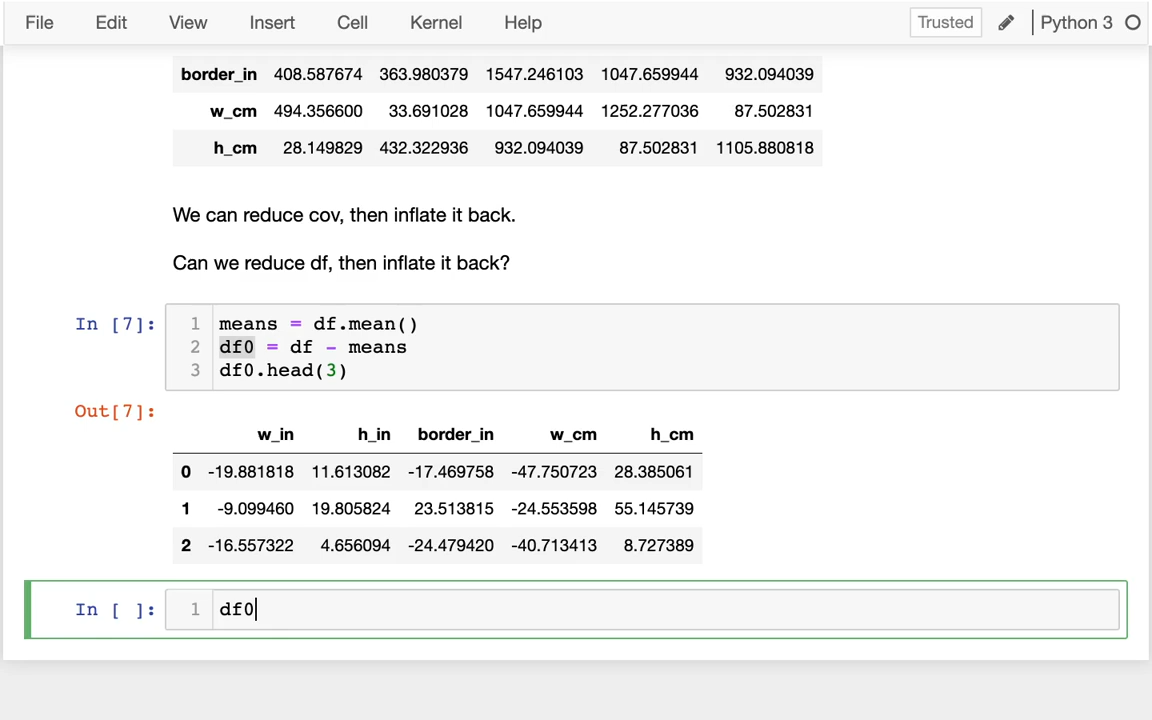 File Edit View Insert Cell Kernel Help Trusted Python 3
border_in 408.587674 363.980379 1547.246103 1047.659944 932.094039
w_cm 494.356600 33.691028 1047.659944 1252.277036 87.502831
h_cm 28.149829 432.322936 932.094039 87.502831 1105.880818
We can reduce cov, then inflate it back.
Can we reduce df, then inflate it back?
In [7]: 1 means = df.mean()
2 df0 = df - means
3 df0.head(3)
Out[7]:
w_in h_in border_in w_cm h_cm
0 -19.881818 11.613082 -17.469758 -47.750723 28.385061
1 -9.099460 19.805824 23.513815 -24.553598 55.145739
2 -16.557322 4.656094 -24.479420 -40.713413 8.727389
In [ ]: 1 df0